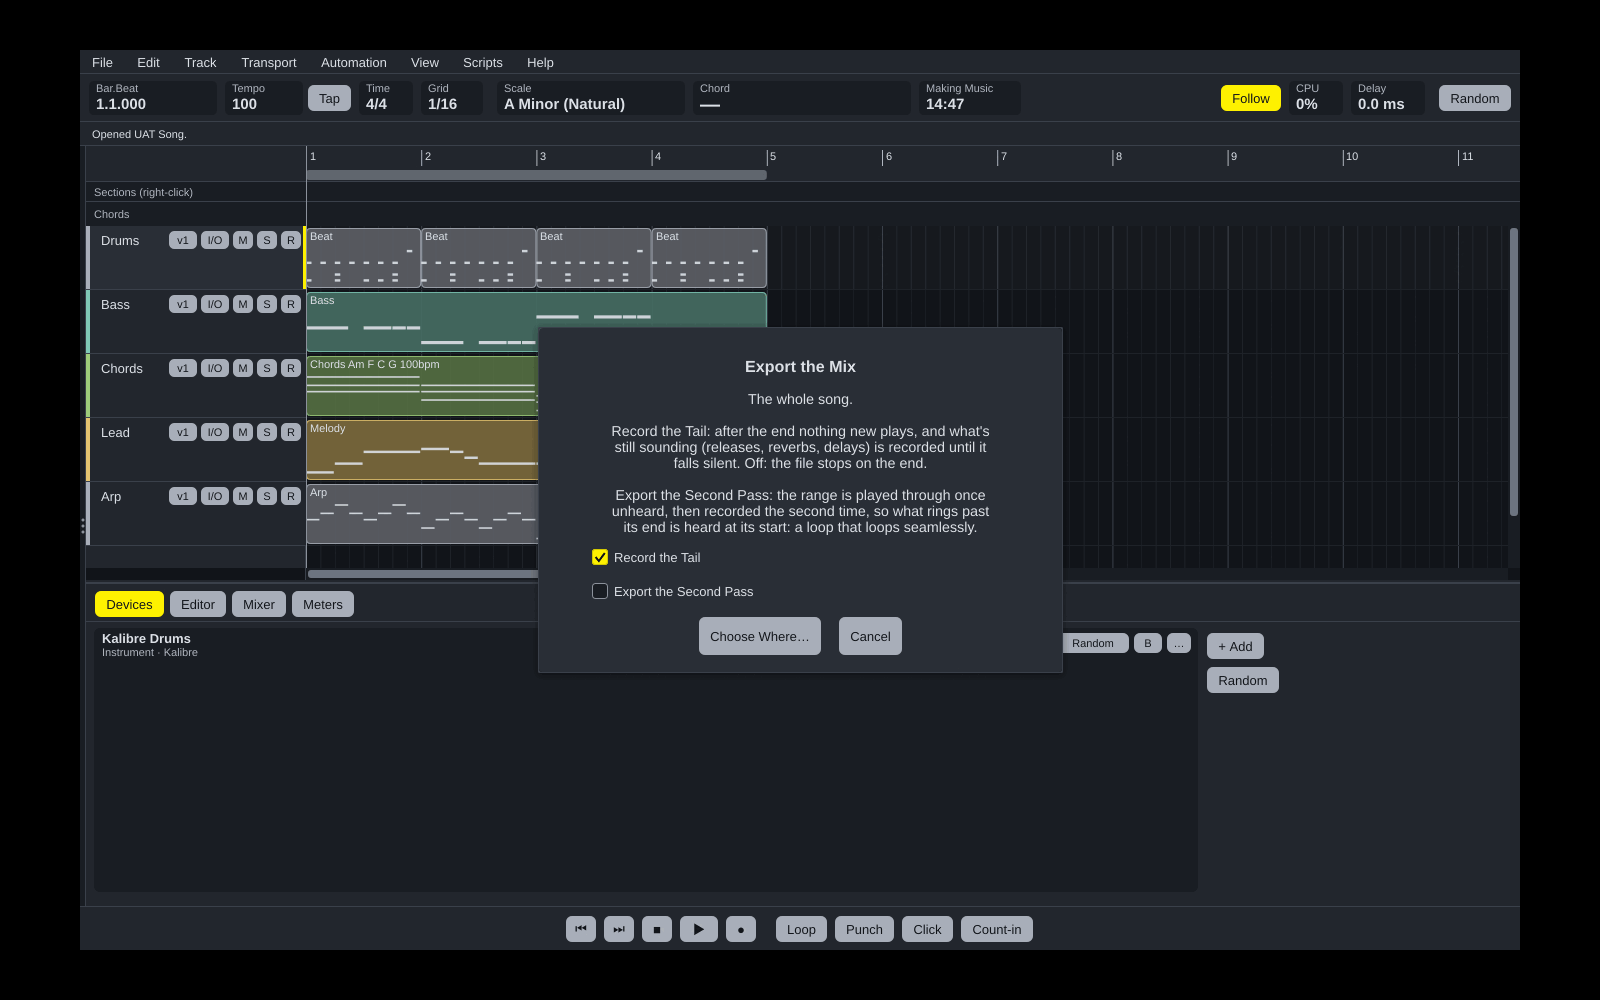 File Edit Track Transport Automation View Scripts Help
Bar.Beat Tempo Time Grid Scale Chord Making Music CPU Delay
1.1.000 100 Tap 4/4 1/16 A Minor (Natural) — 14:47 Follow 0% 0.0 ms Random
Opened UAT Song.
1 2 3 4 5 6 7 8 9 10 11
Sections (right-click)
Chords
Drums v1 I/O M S R Beat Beat Beat Beat
Bass v1 I/O M S R Bass
Chords v1 I/O M S R Chords Am F C G 100bpm
Lead v1 I/O M S R Melody
Arp v1 I/O M S R Arp
Export the Mix
The whole song.
Record the Tail: after the end nothing new plays, and what's
still sounding (releases, reverbs, delays) is recorded until it
falls silent. Off: the file stops on the end.
Export the Second Pass: the range is played through once
unheard, then recorded the second time, so what rings past
its end is heard at its start: a loop that loops seamlessly.
Record the Tail
Export the Second Pass
Choose Where… Cancel
Devices Editor Mixer Meters
Kalibre Drums
Instrument · Kalibre
Random B … + Add
Random
Loop Punch Click Count-in